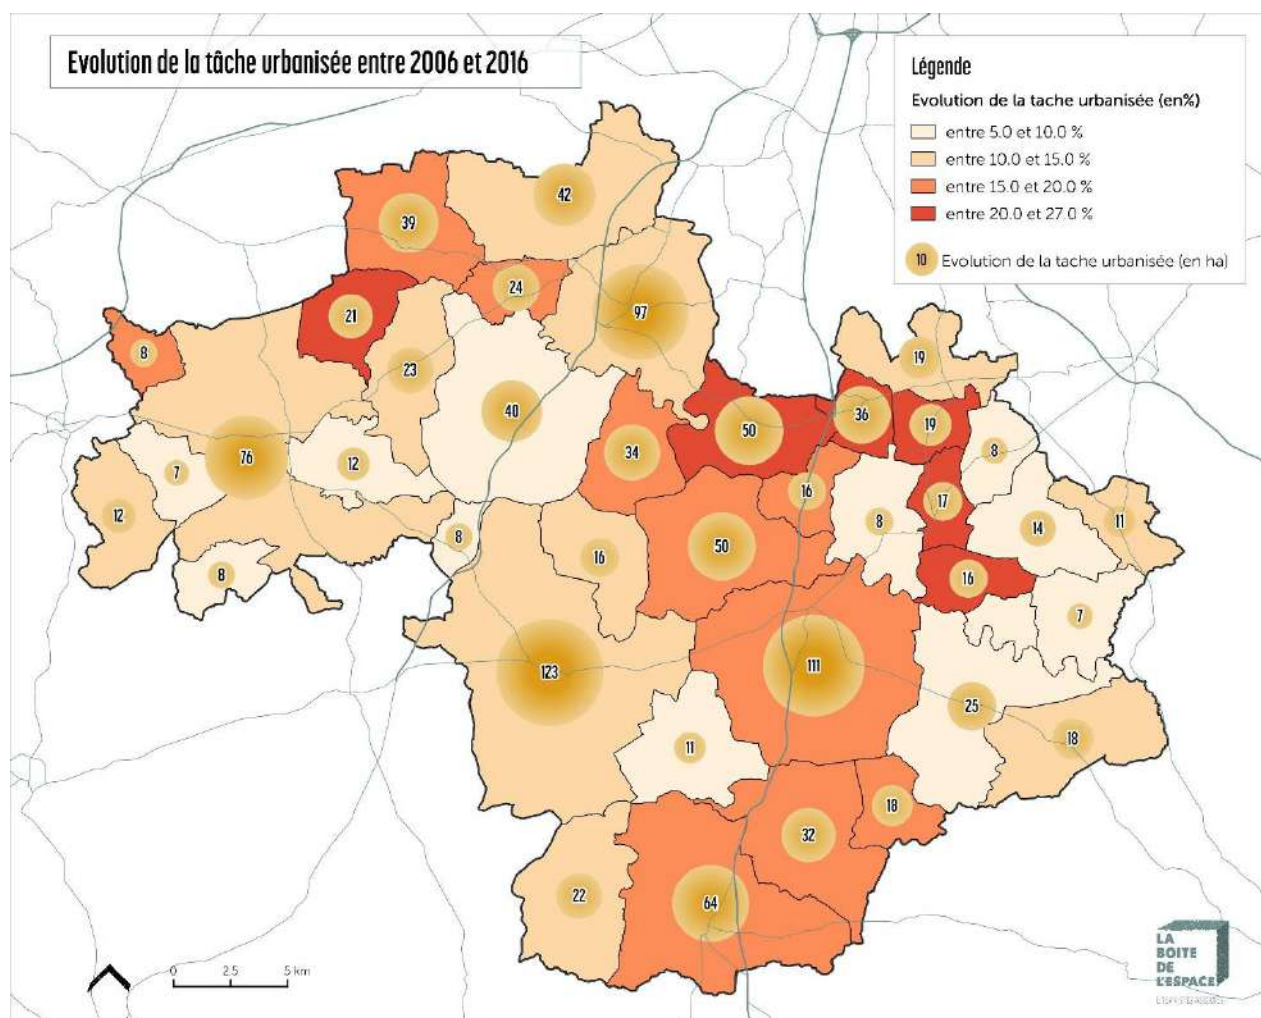 Evolution de la tâche urbanisée entre 2006 et 2016
Légende
Evolution de la tache urbanisée (en%)
entre 5.0 et 10.0 %
entre 10.0 et 15.0 %
entre 15.0 et 20.0 %
entre 20.0 et 27.0 %
10 Evolution de la tache urbanisée (en ha)
42
39
24
97
21
8
23
19
40
36
19
50
34
8
76
12
7
16
17
12
8
14
11
50
8
16
8
16
7
111
123
25
11
18
18
32
22
64
0 2.5 5 km
LA
BOITE
DE
L'ESPACE